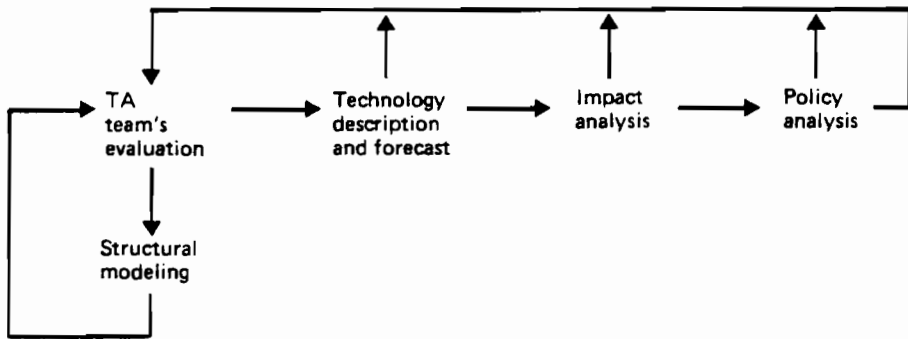 TA
team's
evaluation
Technology
description
and forecast
Impact
analysis
Policy
analysis
Structural
modeling